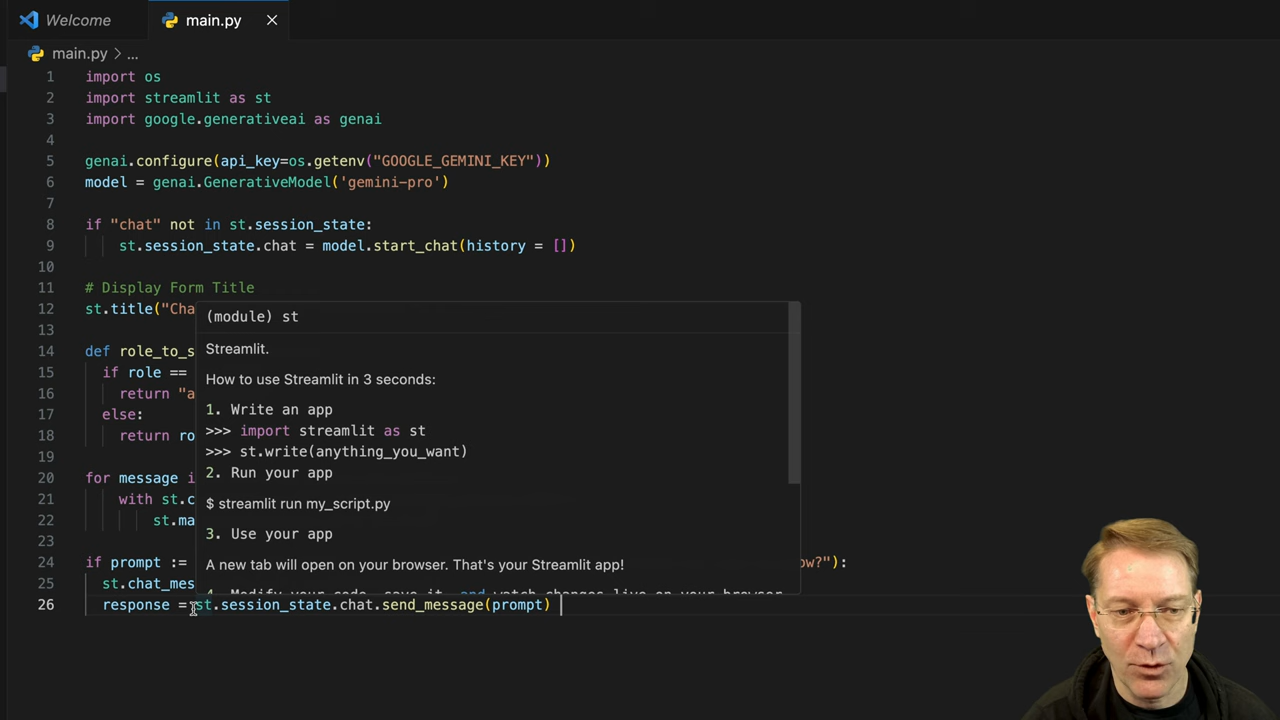 Welcome
main.py
main.py > ...
1 import os
2 import streamlit as st
3 import google.generativeai as genai
4
5 genai.configure(api_key=os.getenv("GOOGLE_GEMINI_KEY"))
6 model = genai.GenerativeModel('gemini-pro')
7
8 if "chat" not in st.session_state:
9 st.session_state.chat = model.start_chat(history = [])
10
11 # Display Form Title
12 st.title("Cha
13
14 def role_to_s
15 if role ==
16 return "a
17 else:
18 return ro
19
20 for message i
21 with st.c
22 st.ma
23
24 if prompt := ow?"):
25 st.chat_mes
26 response = st.session_state.chat.send_message(prompt)
(module) st
Streamlit.
How to use Streamlit in 3 seconds:
1. Write an app
>>> import streamlit as st
>>> st.write(anything_you_want)
2. Run your app
$ streamlit run my_script.py
3. Use your app
A new tab will open on your browser. That's your Streamlit app!
4. Modify your code, save it, and watch changes live on your browser